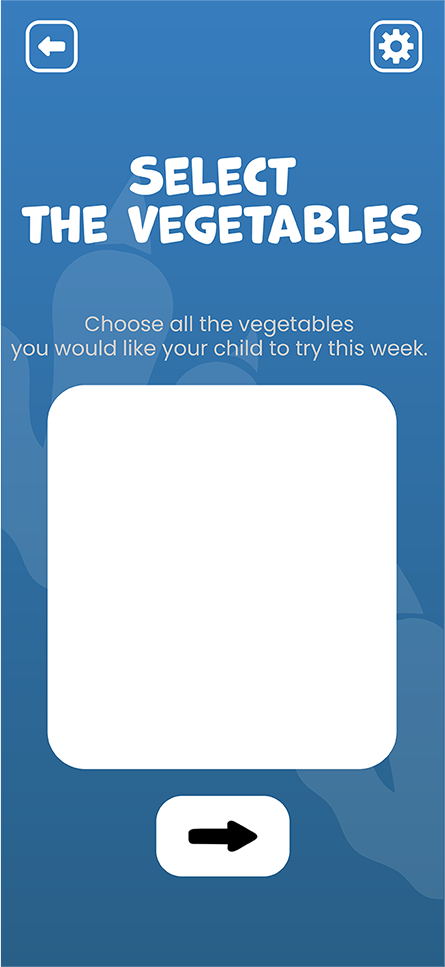 SELECT
THE VEGETABLES
Choose all the vegetables
you would like your child to try this week.